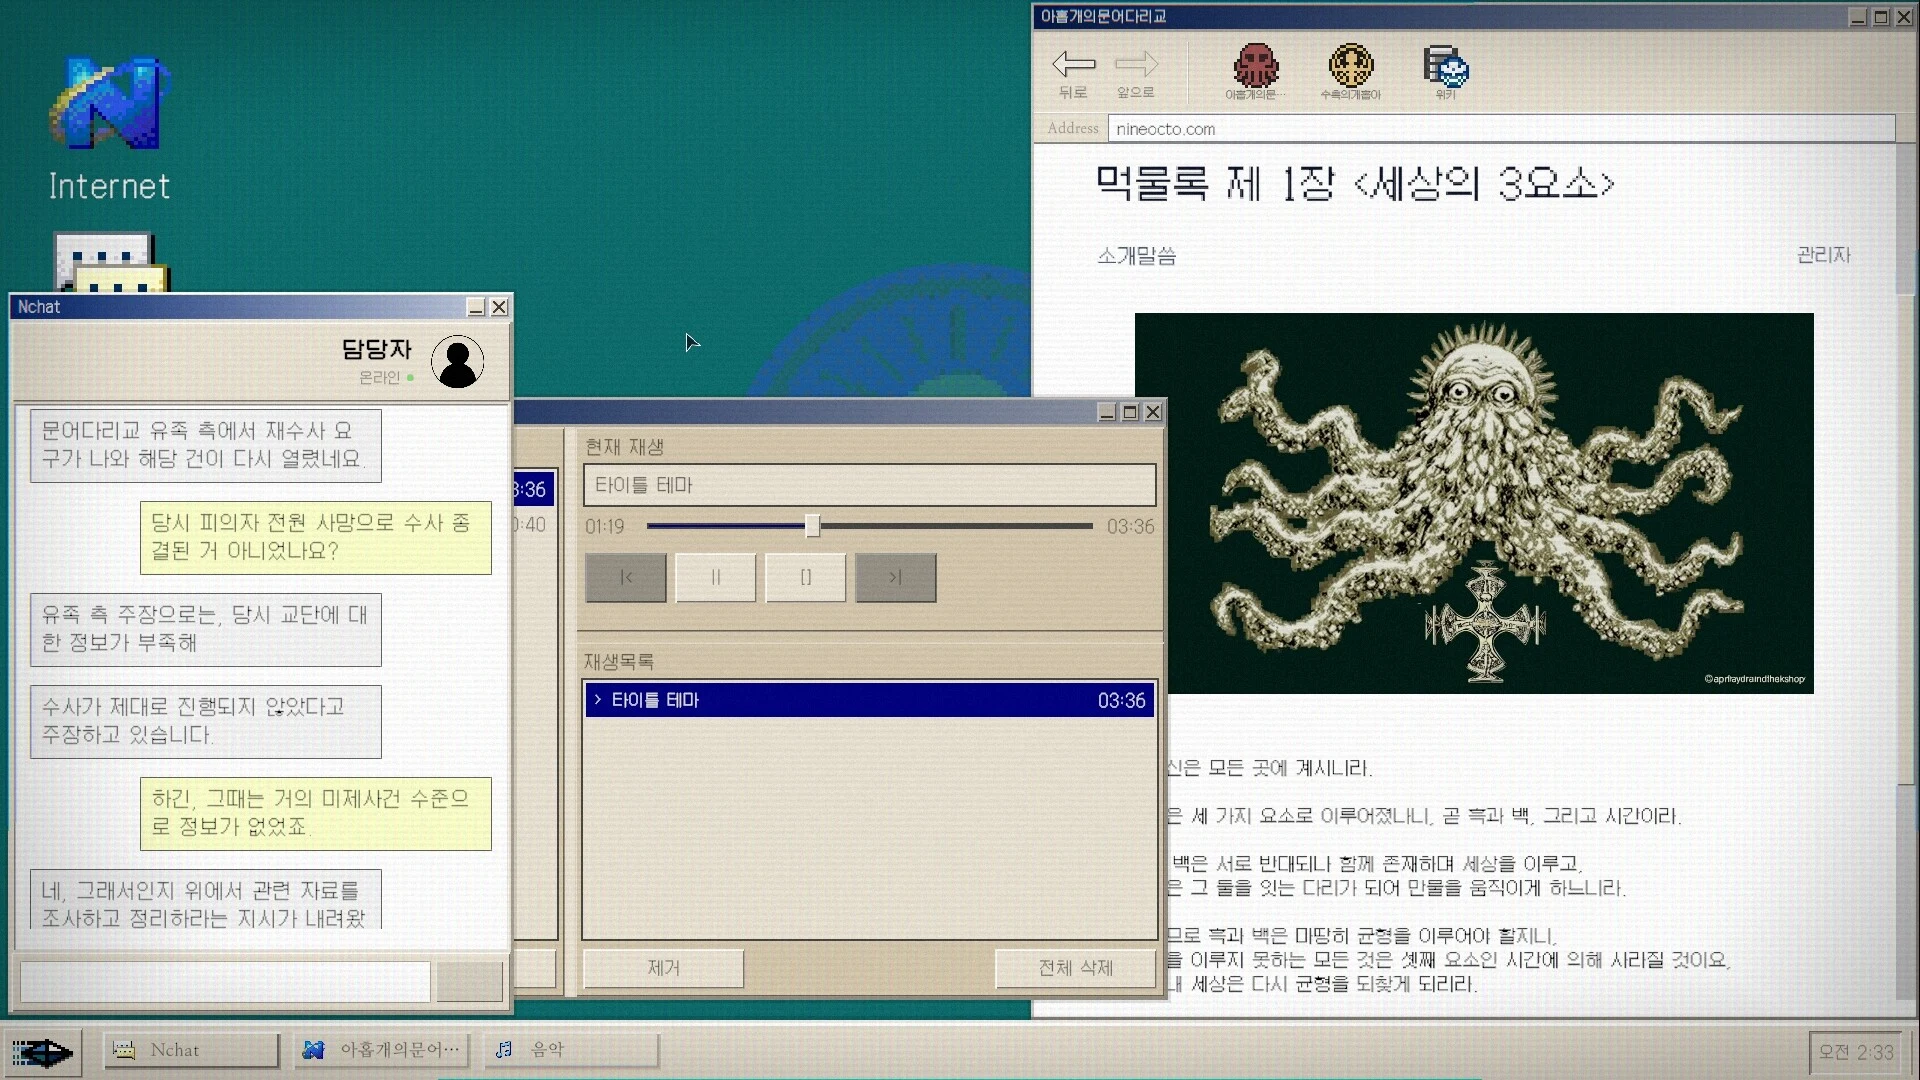 Internet
Nchat
담당자
온라인
문어다리교 유족 측에서 재수사 요
구가 나와 해당 건이 다시 열렸네요.
당시 피의자 전원 사망으로 수사 종
결된 거 아니었나요?
유족 측 주장으로는, 당시 교단에 대
한 정보가 부족해
수사가 제대로 진행되지 않았다고
주장하고 있습니다.
하긴, 그때는 거의 미제사건 수준으
로 정보가 없었죠.
네, 그래서인지 위에서 관련 자료를
조사하고 정리하라는 지시가 내려왔
3:36
0:40
현재 재생
타이틀 테마
01:19
03:36
|< || [] >|
재생목록
> 타이틀 테마 03:36
제거
전체 삭제
아홉개의문어다리교
뒤로
앞으로
아홉개의문…
위키
Address
nineocto.com
먹물록 제 1장 <세상의 3요소>
소개말씀
관리자
신은 모든 곳에 계시니라.
은 세 가지 요소로 이루어졌나니, 곧 흑과 백, 그리고 시간이라.
백은 서로 반대되나 함께 존재하며 세상을 이루고,
은 그 둘을 잇는 다리가 되어 만물을 움직이게 하느니라.
므로 흑과 백은 마땅히 균형을 이루어야 할지니,
을 이루지 못하는 모든 것은 셋째 요소인 시간에 의해 사라질 것이요,
내 세상은 다시 균형을 되찾게 되리라.
Nchat
아홉개의문어…
음악
오전 2:33